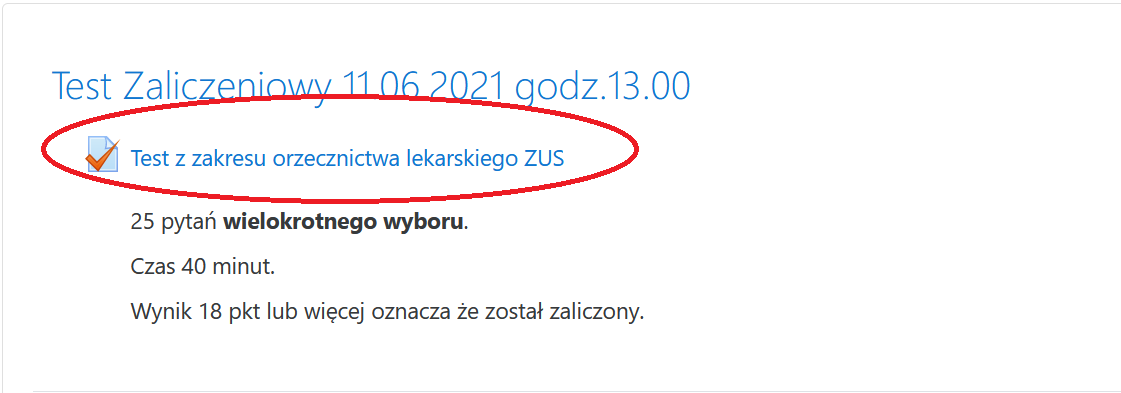 Test Zaliczeniowy 11.06.2021 godz.13.00
Test z zakresu orzecznictwa lekarskiego ZUS
25 pytań wielokrotnego wyboru.
Czas 40 minut.
Wynik 18 pkt lub więcej oznacza że został zaliczony.